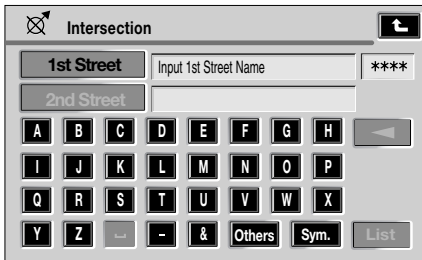 Intersection
1st Street Input 1st Street Name ****
2nd Street
A B C D E F G H
I J K L M N O P
Q R S T U V W X
Y Z ⎵ - & Others Sym. List